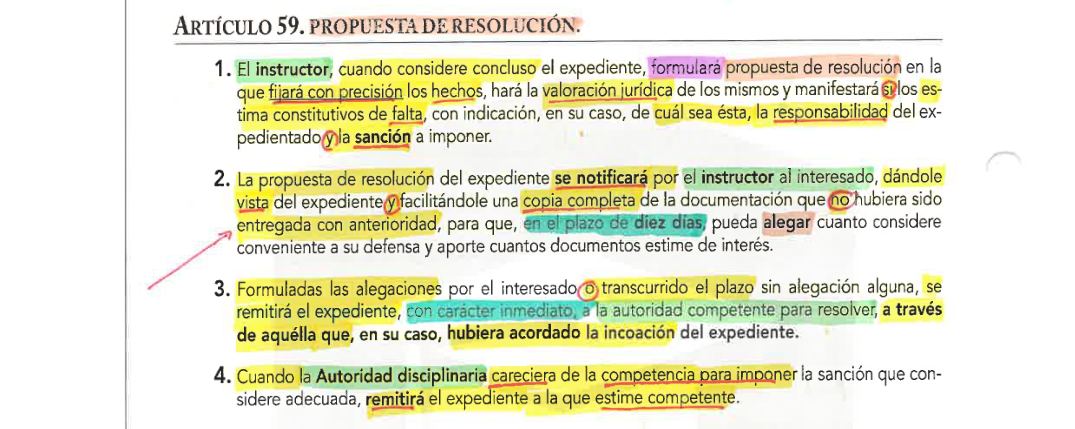 ARTÍCULO 59. PROPUESTA DE RESOLUCIÓN.
1. El instructor, cuando considere concluso el expediente, formulará propuesta de resolución en la
que fijará con precisión los hechos, hará la valoración jurídica de los mismos y manifestará si los es-
tima constitutivos de falta, con indicación, en su caso, de cuál sea ésta, la responsabilidad del ex-
pedientado y la sanción a imponer.
2. La propuesta de resolución del expediente se notificará por el instructor al interesado, dándole
vista del expediente y facilitándole una copia completa de la documentación que no hubiera sido
entregada con anterioridad, para que, en el plazo de diez días, pueda alegar cuanto considere
conveniente a su defensa y aporte cuantos documentos estime de interés.
3. Formuladas las alegaciones por el interesado o transcurrido el plazo sin alegación alguna, se
remitirá el expediente, con carácter inmediato, a la autoridad competente para resolver, a través
de aquélla que, en su caso, hubiera acordado la incoación del expediente.
4. Cuando la Autoridad disciplinaria careciera de la competencia para imponer la sanción que con-
sidere adecuada, remitirá el expediente a la que estime competente.